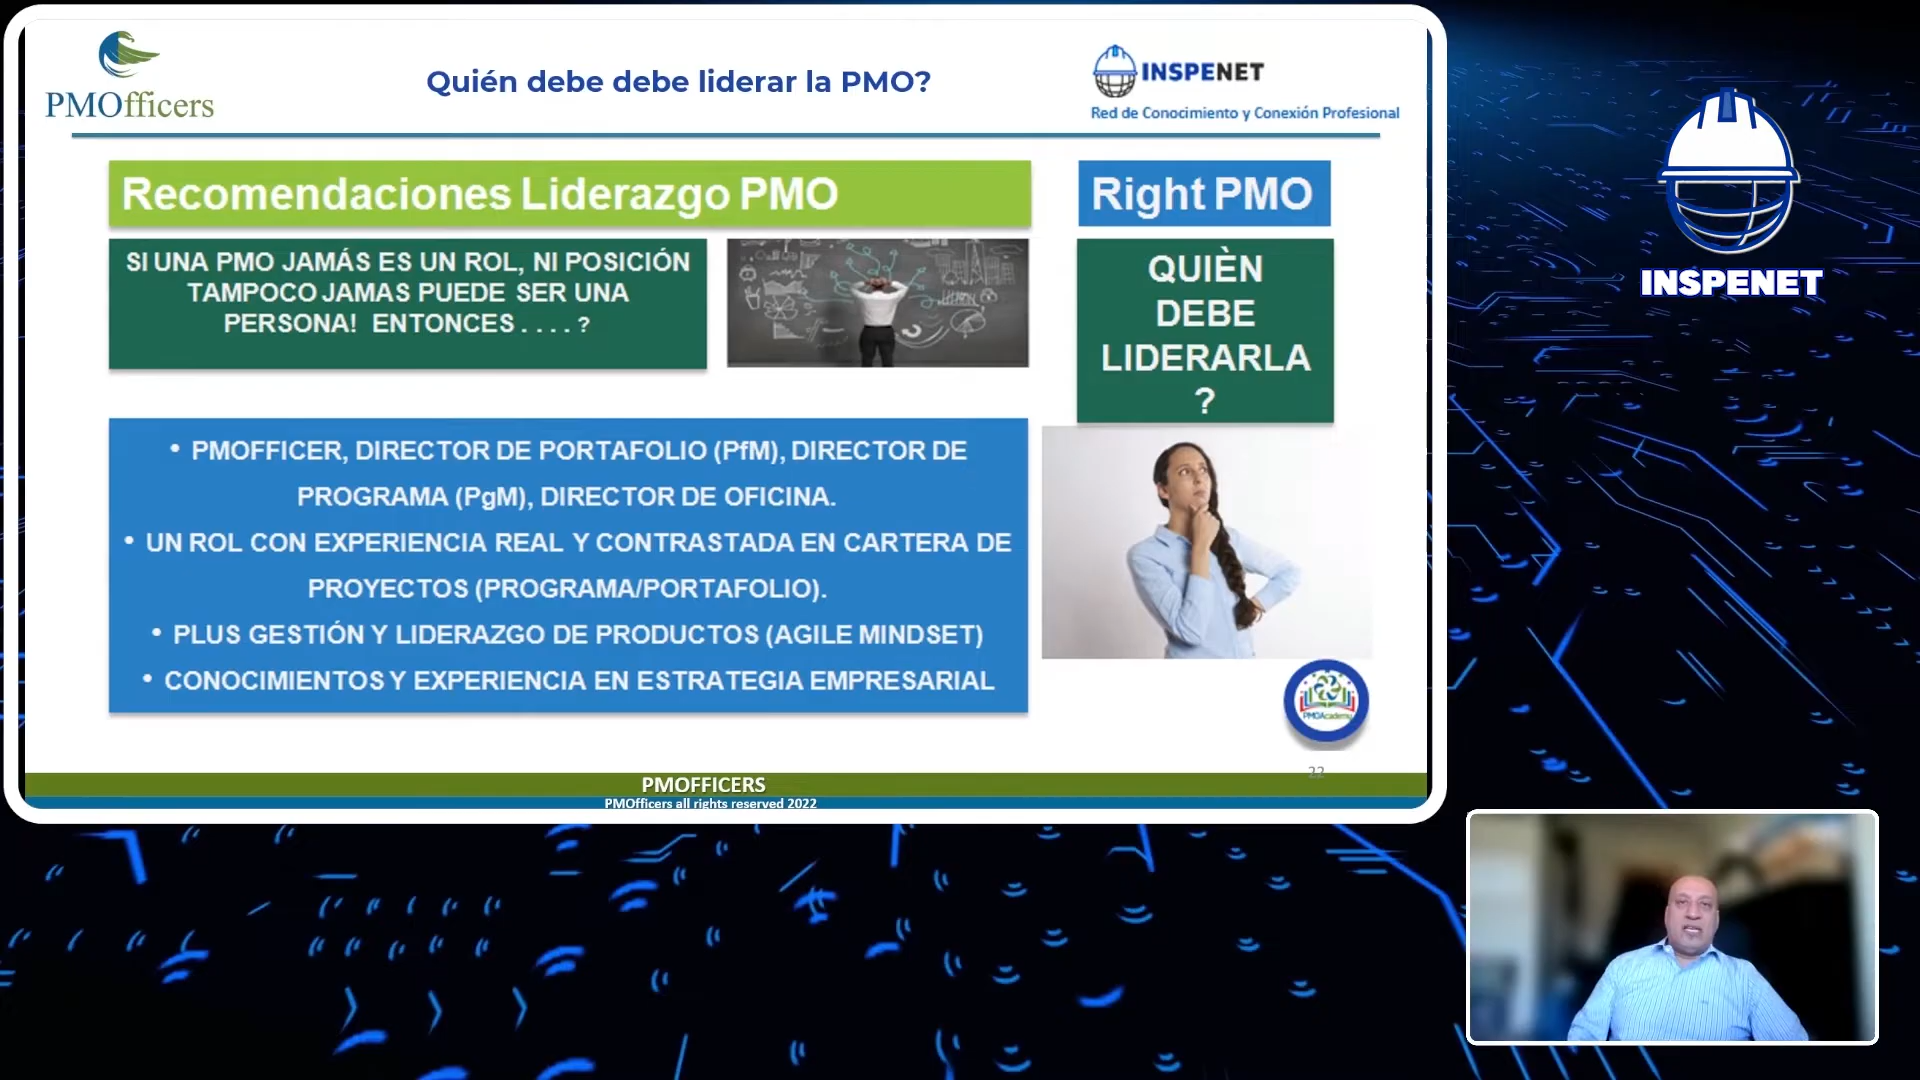 PMOfficers
Quién debe debe liderar la PMO?
INSPENET
Red de Conocimiento y Conexión Profesional
Recomendaciones Liderazgo PMO
Right PMO
SI UNA PMO JAMÁS ES UN ROL, NI POSICIÓN
TAMPOCO JAMAS PUEDE SER UNA
PERSONA! ENTONCES . . . . ?
QUIÈN
DEBE
LIDERARLA
?
• PMOFFICER, DIRECTOR DE PORTAFOLIO (PfM), DIRECTOR DE
PROGRAMA (PgM), DIRECTOR DE OFICINA.
• UN ROL CON EXPERIENCIA REAL Y CONTRASTADA EN CARTERA DE
PROYECTOS (PROGRAMA/PORTAFOLIO).
• PLUS GESTIÓN Y LIDERAZGO DE PRODUCTOS (AGILE MINDSET)
• CONOCIMIENTOS Y EXPERIENCIA EN ESTRATEGIA EMPRESARIAL
PMOAcademy
22
PMOFFICERS
PMOfficers all rights reserved 2022
INSPENET